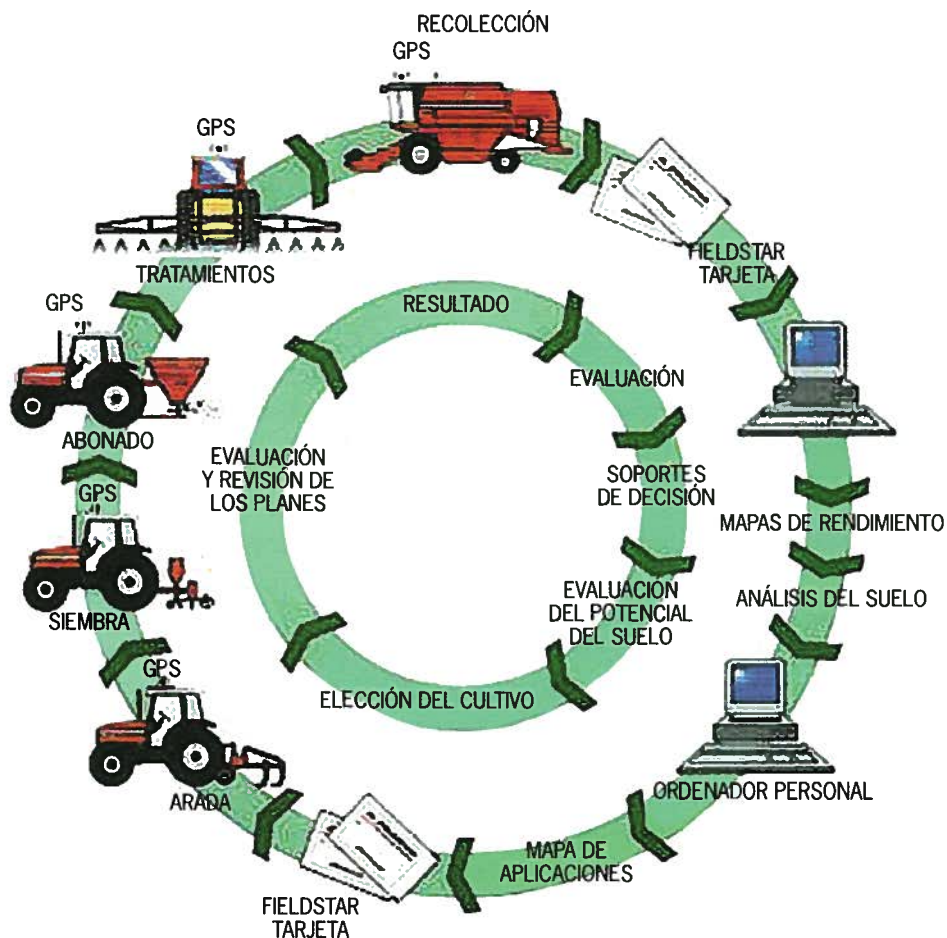 RECOLECCIÓN
GPS
FIELDSTAR
TARJETA
MAPAS DE RENDIMIENTO
ANÁLISIS DEL SUELO
ORDENADOR PERSONAL
MAPA DE
APLICACIONES
FIELDSTAR
TARJETA
GPS
ARADA
GPS
SIEMBRA
GPS
ABONADO
GPS
TRATAMIENTOS
RESULTADO
EVALUACIÓN
SOPORTES
DE DECISIÓN
EVALUACIÓN
DEL POTENCIAL
DEL SUELO
ELECCIÓN DEL CULTIVO
EVALUACIÓN
Y REVISIÓN DE
LOS PLANES